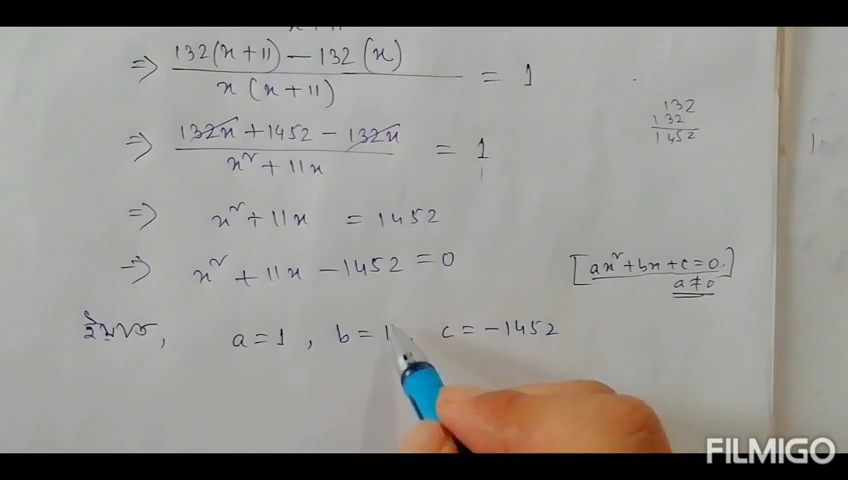 ⇒ 132(x+11) − 132(x) / x(x+11) = 1
132
132
1452
⇒ 132x + 1452 − 132x / x² + 11x = 1
⇒ x² + 11x = 1452
⇒ x² + 11x − 1452 = 0
[ax² + bx + c = 0.]
a ≠ 0
ইয়াত, a = 1 , b = 1 c = −1452
FILMIGO